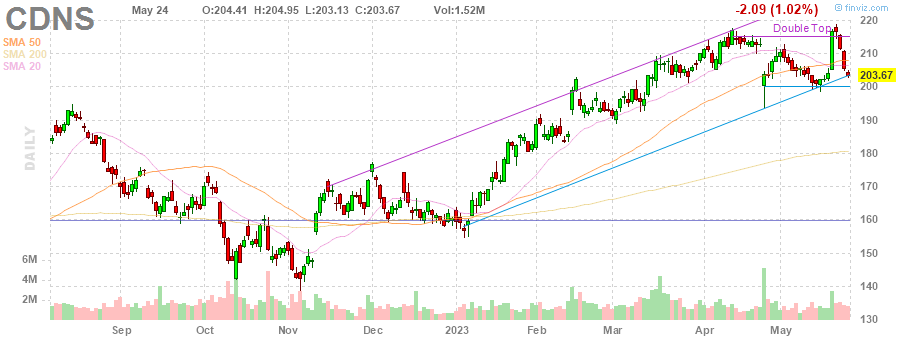 CDNS
May 24 O:204.41 H:204.95 L:203.13 C:203.67 Vol:1.52M
-2.09 (1.02%)
© finviz.com
SMA 50
SMA 200
SMA 20
Double Top
DAILY
220
210
203.67
200
190
180
170
160
150
140
130
6M
4M
2M
Sep Oct Nov Dec 2023 Feb Mar Apr May